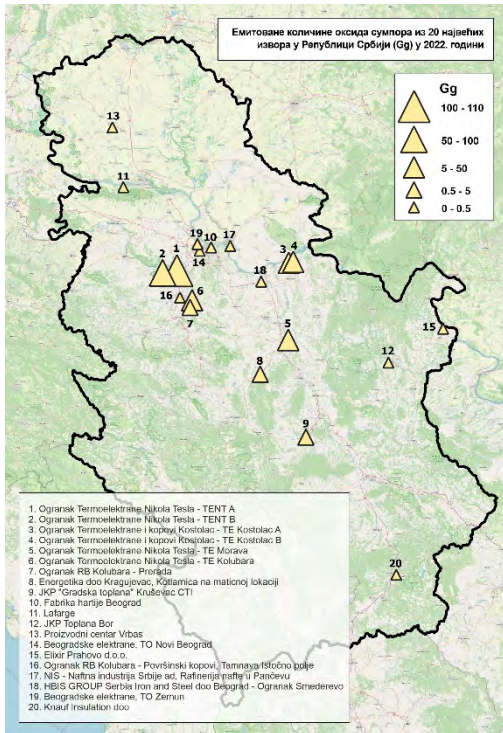 Емитоване количине оксида сумпора из 20 највећих
извора у Републици Србији (Gg) у 2022. години
Gg
100 - 110
50 - 100
5 - 50
0.5 - 5
0 - 0.5
13
11
19
10
17
14
2
1
3
4
18
16
6
7
5
15
12
8
9
20
1. Ogranak Termoelektrane Nikola Tesla - TENT A
2. Ogranak Termoelektrane Nikola Tesla - TENT B
3. Ogranak Termoelektrane i kopovi Kostolac - TE Kostolac A
4. Ogranak Termoelektrane i kopovi Kostolac - TE Kostolac B
5. Ogranak Termoelektrane Nikola Tesla - TE Morava
6. Ogranak Termoelektrane Nikola Tesla - TE Kolubara
7. Ogranak RB Kolubara - Prerada
8. Energetika doo Kragujevac, Kotlarnica na maticnoj lokaciji
9. JKP "Gradska toplana" Kruševac CTI
10. Fabrika hartije Beograd
11. Lafarge
12. JKP Toplana Bor
13. Proizvodni centar Vrbas
14. Beogradske elektrane, TO Novi Beograd
15. Elixir Prahovo d.o.o.
16. Ogranak RB Kolubara - Površinski kopovi, Tamnava Istočno polje
17. NIS - Naftna industrija Srbije ad, Rafinerija nafte u Pančevu
18. HBIS GROUP Serbia Iron and Steel doo Beograd - Ogranak Smederevo
19. Beogradske elektrane, TO Zemun
20. Knauf Insulation doo